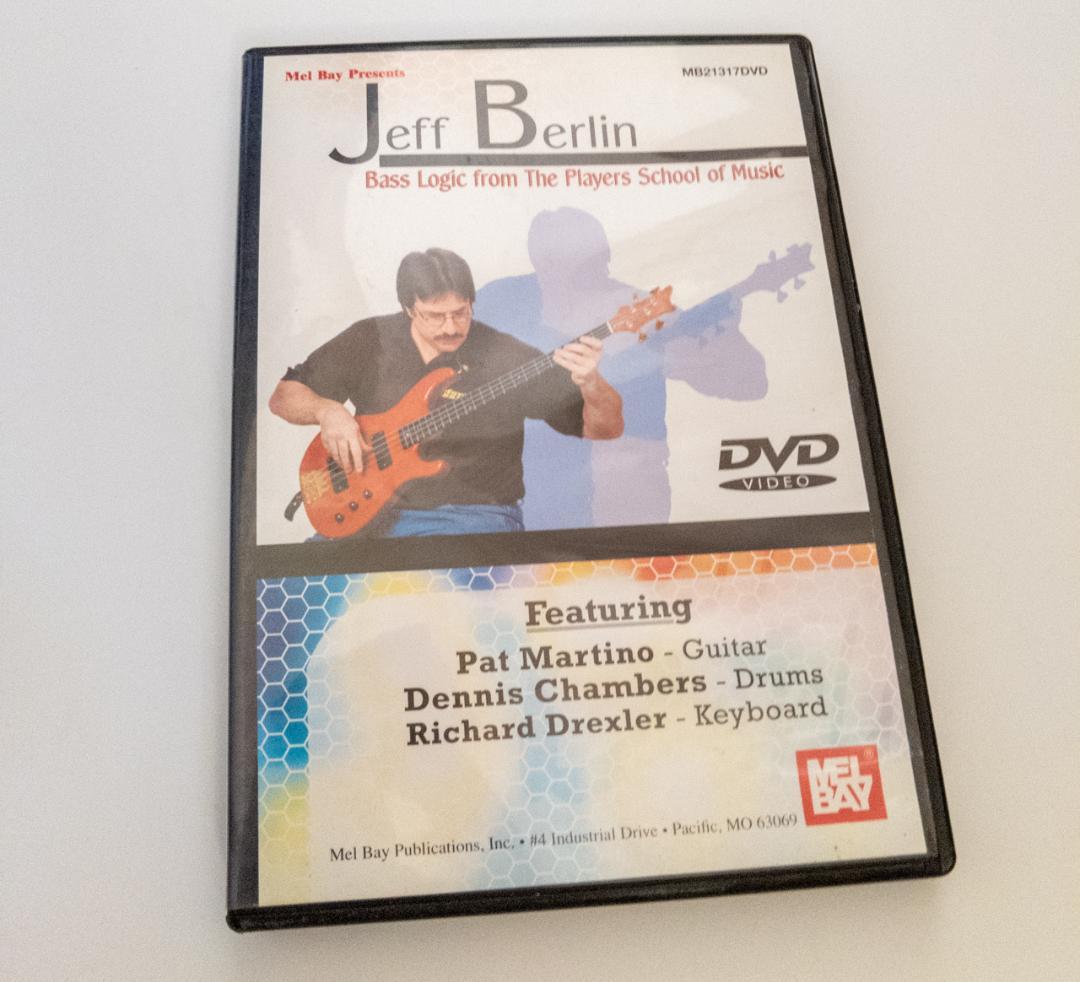 Mel Bay Presents
MB21317DVD
Jeff Berlin
Bass Logic from The Players School of Music
DVD
VIDEO
Featuring
Pat Martino - Guitar
Dennis Chambers - Drums
Richard Drexler - Keyboard
MEL
BAY®
Mel Bay Publications, Inc. • #4 Industrial Drive • Pacific, MO 63069